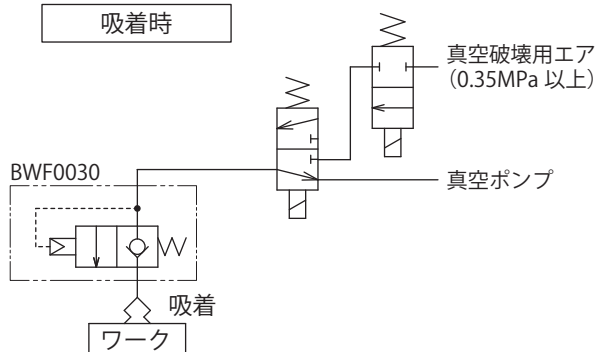 吸着時
真空破壊用エア
（0.35MPa 以上）
真空ポンプ
BWF0030
吸着
ワーク